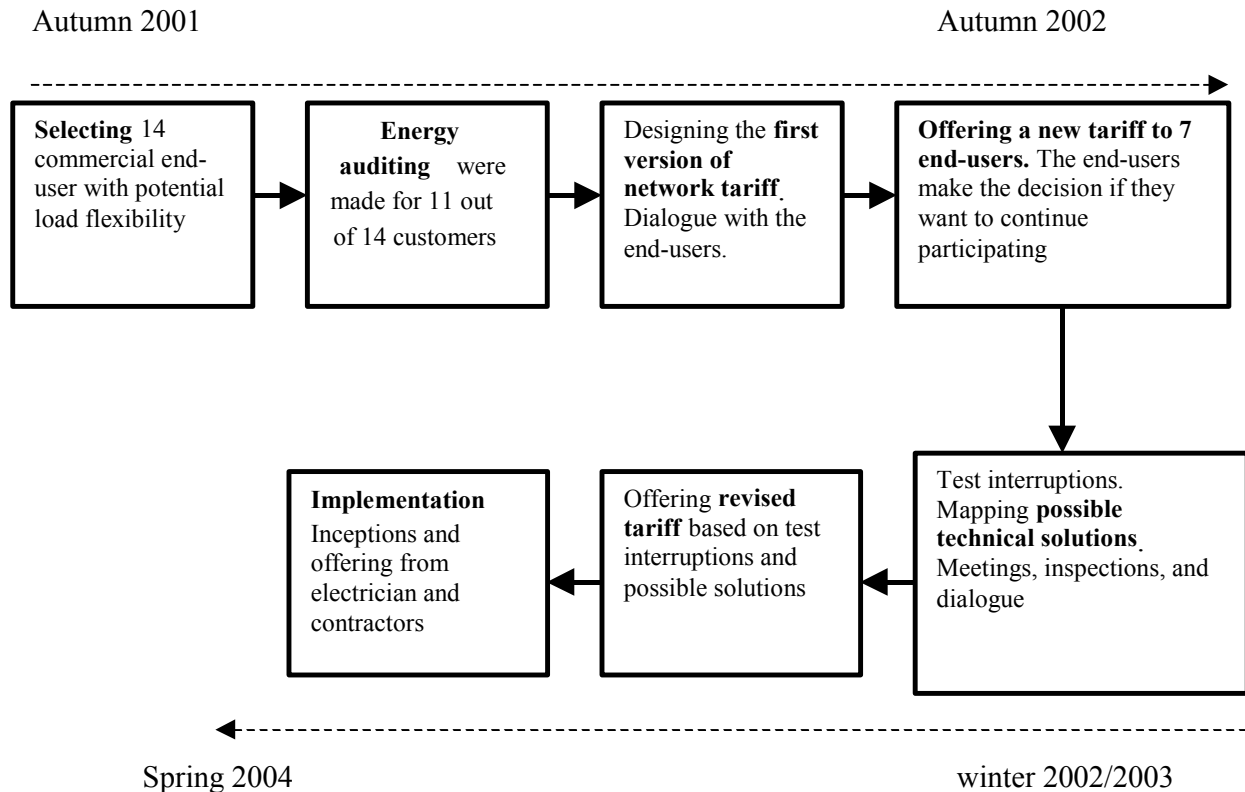 Autumn 2001
Autumn 2002
Selecting 14
commercial end-
user with potential
load flexibility
Energy
auditing were
made for 11 out
of 14 customers
Designing the first
version of
network tariff.
Dialogue with the
end-users.
Offering a new tariff to 7
end-users. The end-users
make the decision if they
want to continue
participating
Implementation
Inceptions and
offering from
electrician and
contractors
Offering revised
tariff based on test
interruptions and
possible solutions
Test interruptions.
Mapping possible
technical solutions.
Meetings, inspections, and
dialogue
Spring 2004
winter 2002/2003